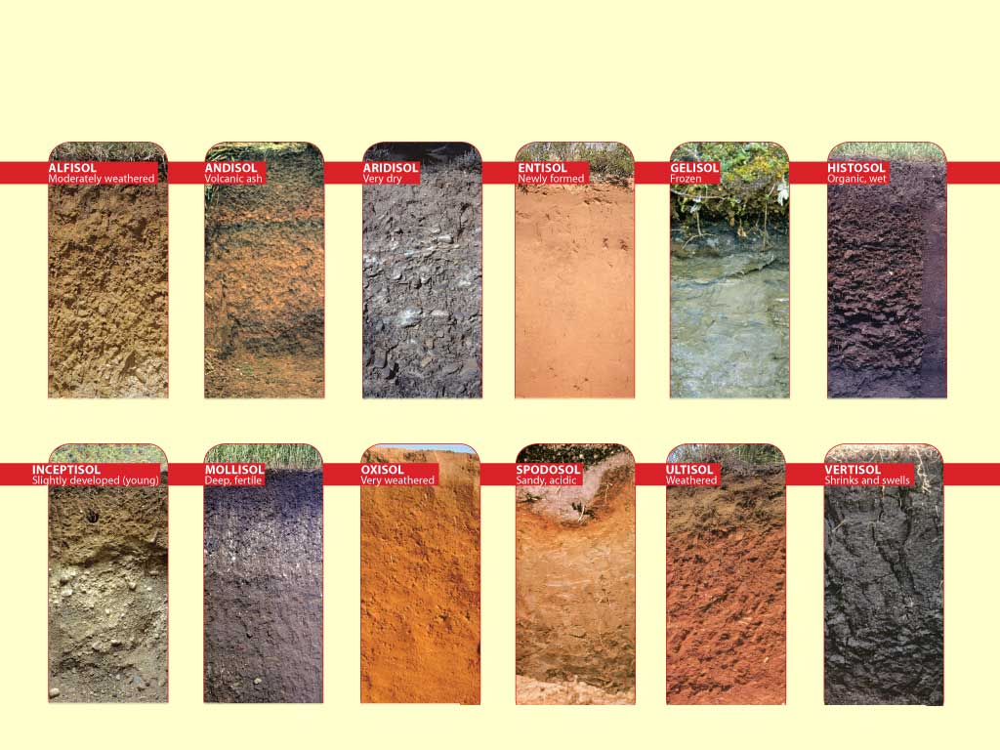 ALFISOL
Moderately weathered
ANDISOL
Volcanic ash
ARIDISOL
Very dry
ENTISOL
Newly formed
GELISOL
Frozen
HISTOSOL
Organic, wet
INCEPTISOL
Slightly developed (young)
MOLLISOL
Deep, fertile
OXISOL
Very weathered
SPODOSOL
Sandy, acidic
ULTISOL
Weathered
VERTISOL
Shrinks and swells